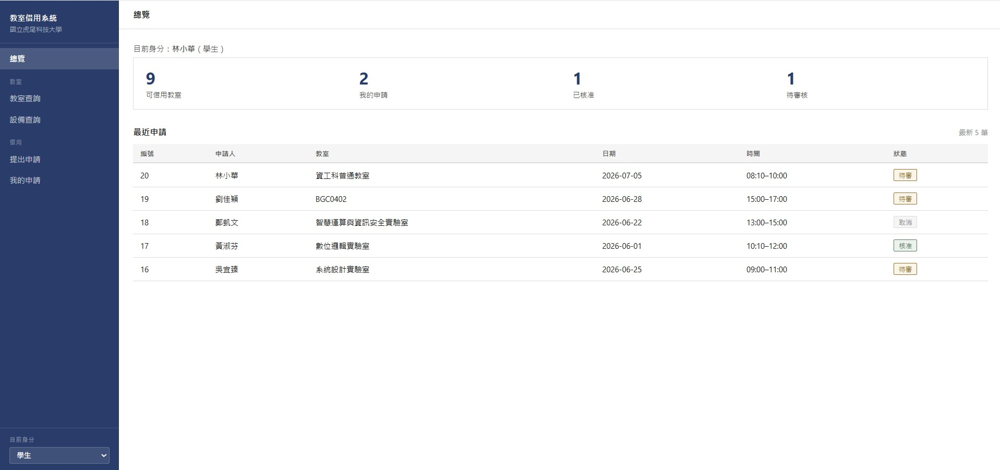 教室借用系統
國立虎尾科技大學
總覽
教室
教室查詢
設備查詢
借用
提出申請
我的申請
目前身分
學生
總覽
目前身分：林小華（學生）
9 2 1 1
可借用教室 我的申請 已核准 待審核
最近申請 最新 5 筆
編號 申請人 教室 日期 時間 狀態
20 林小華 資工科普通教室 2026-07-05 08:10–10:00 待審
19 劉佳穎 BGC0402 2026-06-28 15:00–17:00 待審
18 鄭凱文 智慧運算與資訊安全實驗室 2026-06-22 13:00–15:00 取消
17 黃淑芬 數位邏輯實驗室 2026-06-01 10:10–12:00 核准
16 吳宜臻 系統設計實驗室 2026-06-25 09:00–11:00 待審